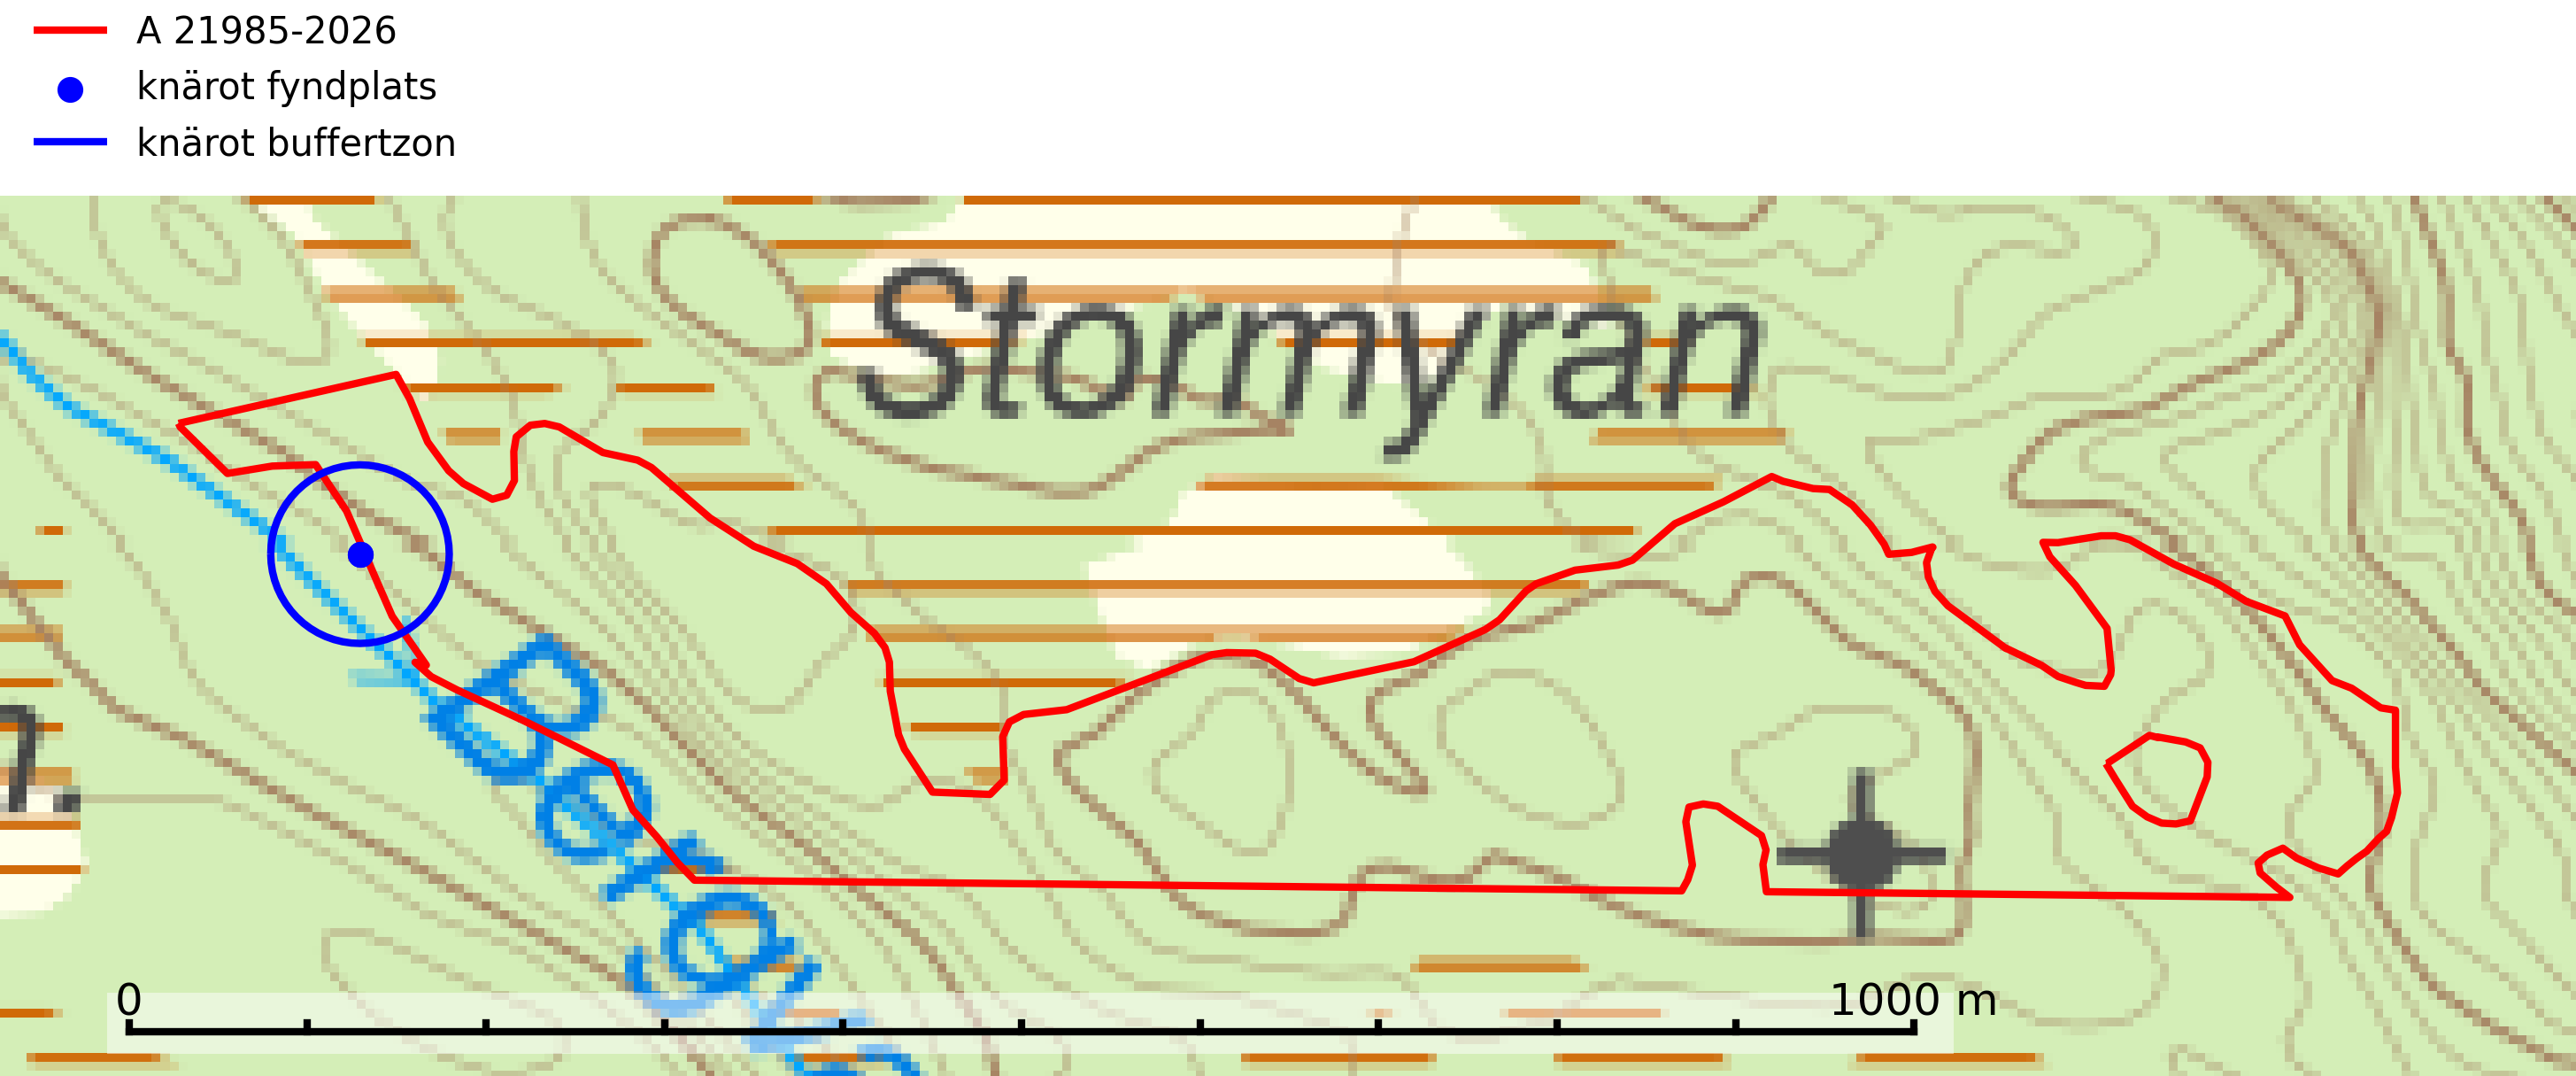 A 21985-2026
knärot fyndplats
knärot buffertzon
Stormyran
0
1000 m